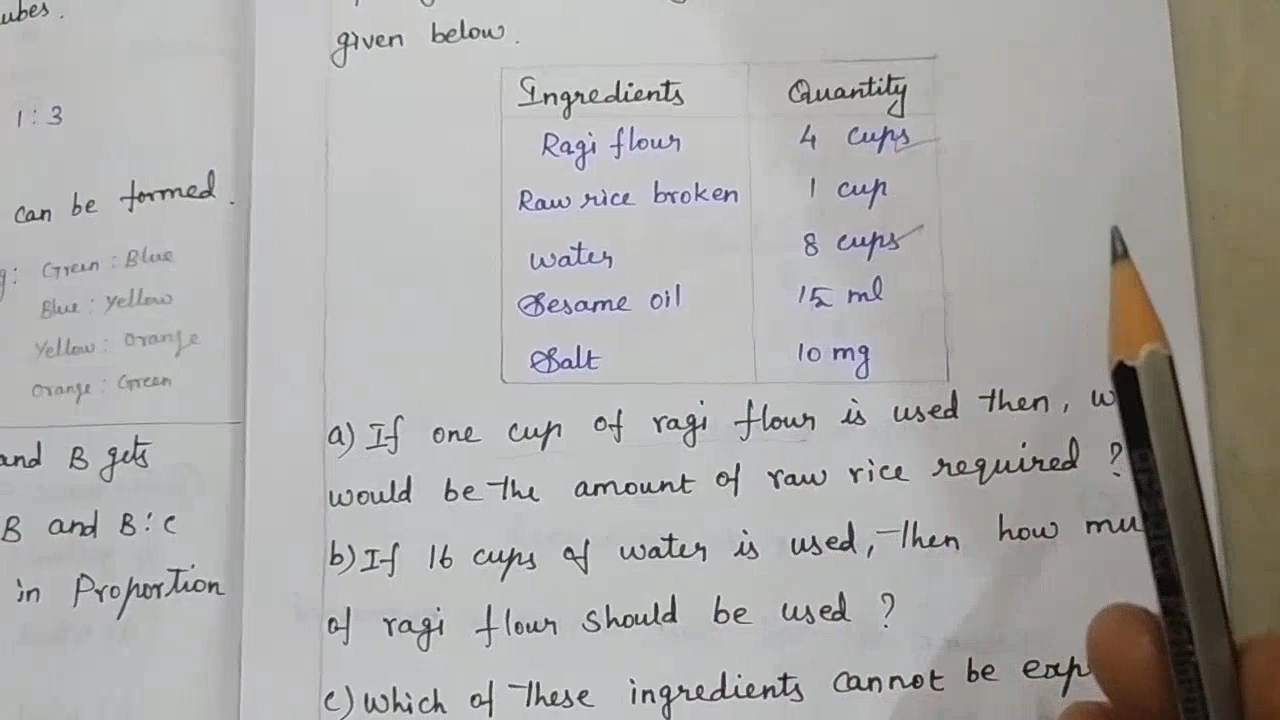 ubes.
1 : 3
can be formed.
g: Green : Blue
Blue : yellow
Yellow : Orange
Orange : Green
and B gets
B and B : C
in Proportion
given below.
Ingredients Quantity
Ragi flour 4 cups
Raw rice broken 1 cup
water 8 cups
Sesame oil 15 ml
Salt 10 mg
a) If one cup of ragi flour is used then, w
would be the amount of raw rice required ?
b) If 16 cups of water is used, then how mu
of ragi flour should be used ?
c) Which of these ingredients cannot be exp